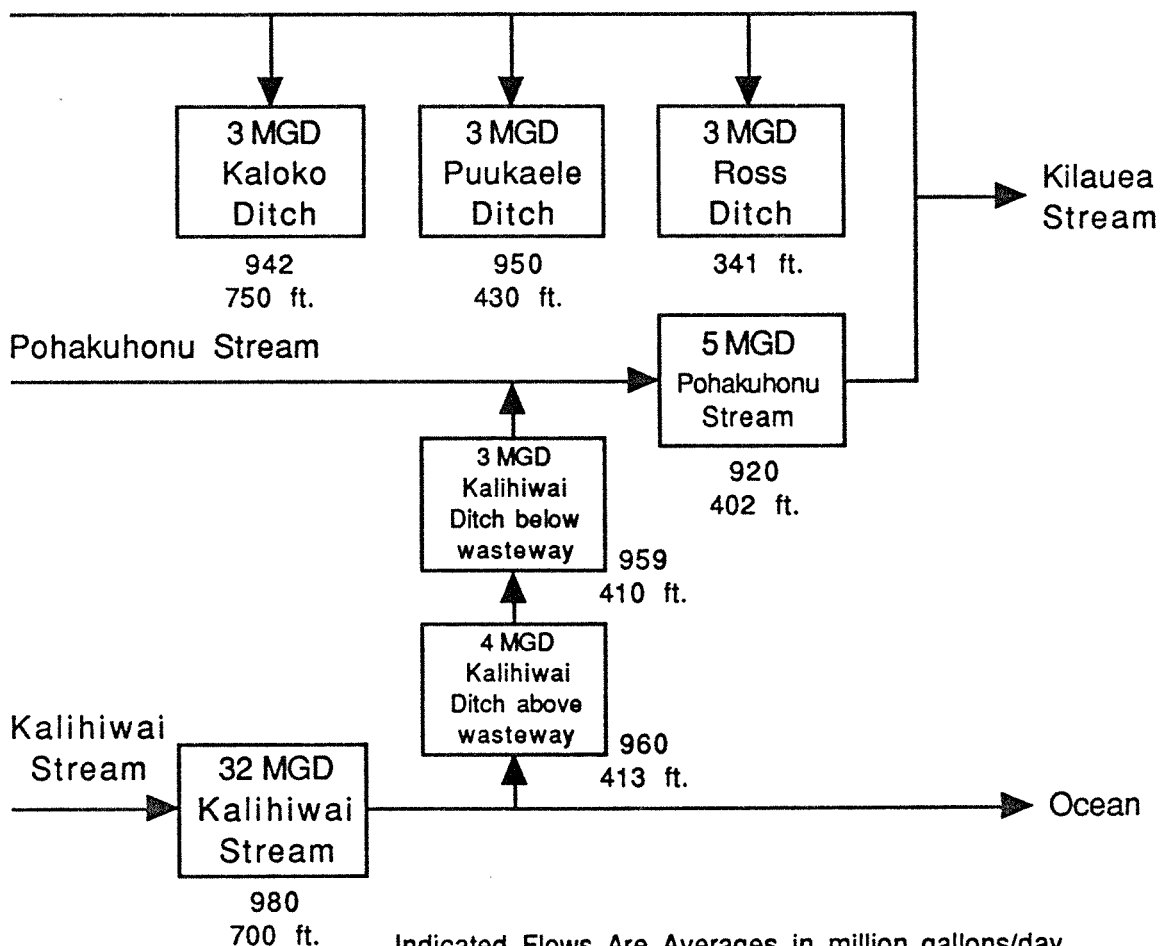 3 MGD
Kaloko
Ditch
942
750 ft.
3 MGD
Puukaele
Ditch
950
430 ft.
3 MGD
Ross
Ditch
341 ft.
Kilauea
Stream
Pohakuhonu Stream
5 MGD
Pohakuhonu
Stream
920
402 ft.
3 MGD
Kalihiwai
Ditch below
wasteway
959
410 ft.
4 MGD
Kalihiwai
Ditch above
wasteway
960
413 ft.
Kalihiwai
Stream
32 MGD
Kalihiwai
Stream
980
700 ft.
Ocean
Indicated Flows Are Averages in million gallons/day